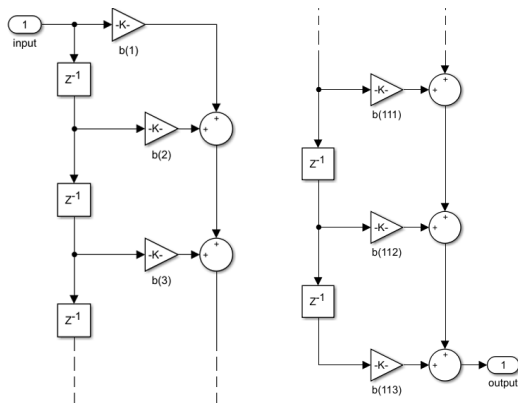 1
input
-K-
b(1)
Z-1
-K-
b(2)
+
+
Z-1
-K-
b(3)
+
+
Z-1
-K-
b(111)
+
+
Z-1
-K-
b(112)
+
+
Z-1
-K-
b(113)
+
+
1
output